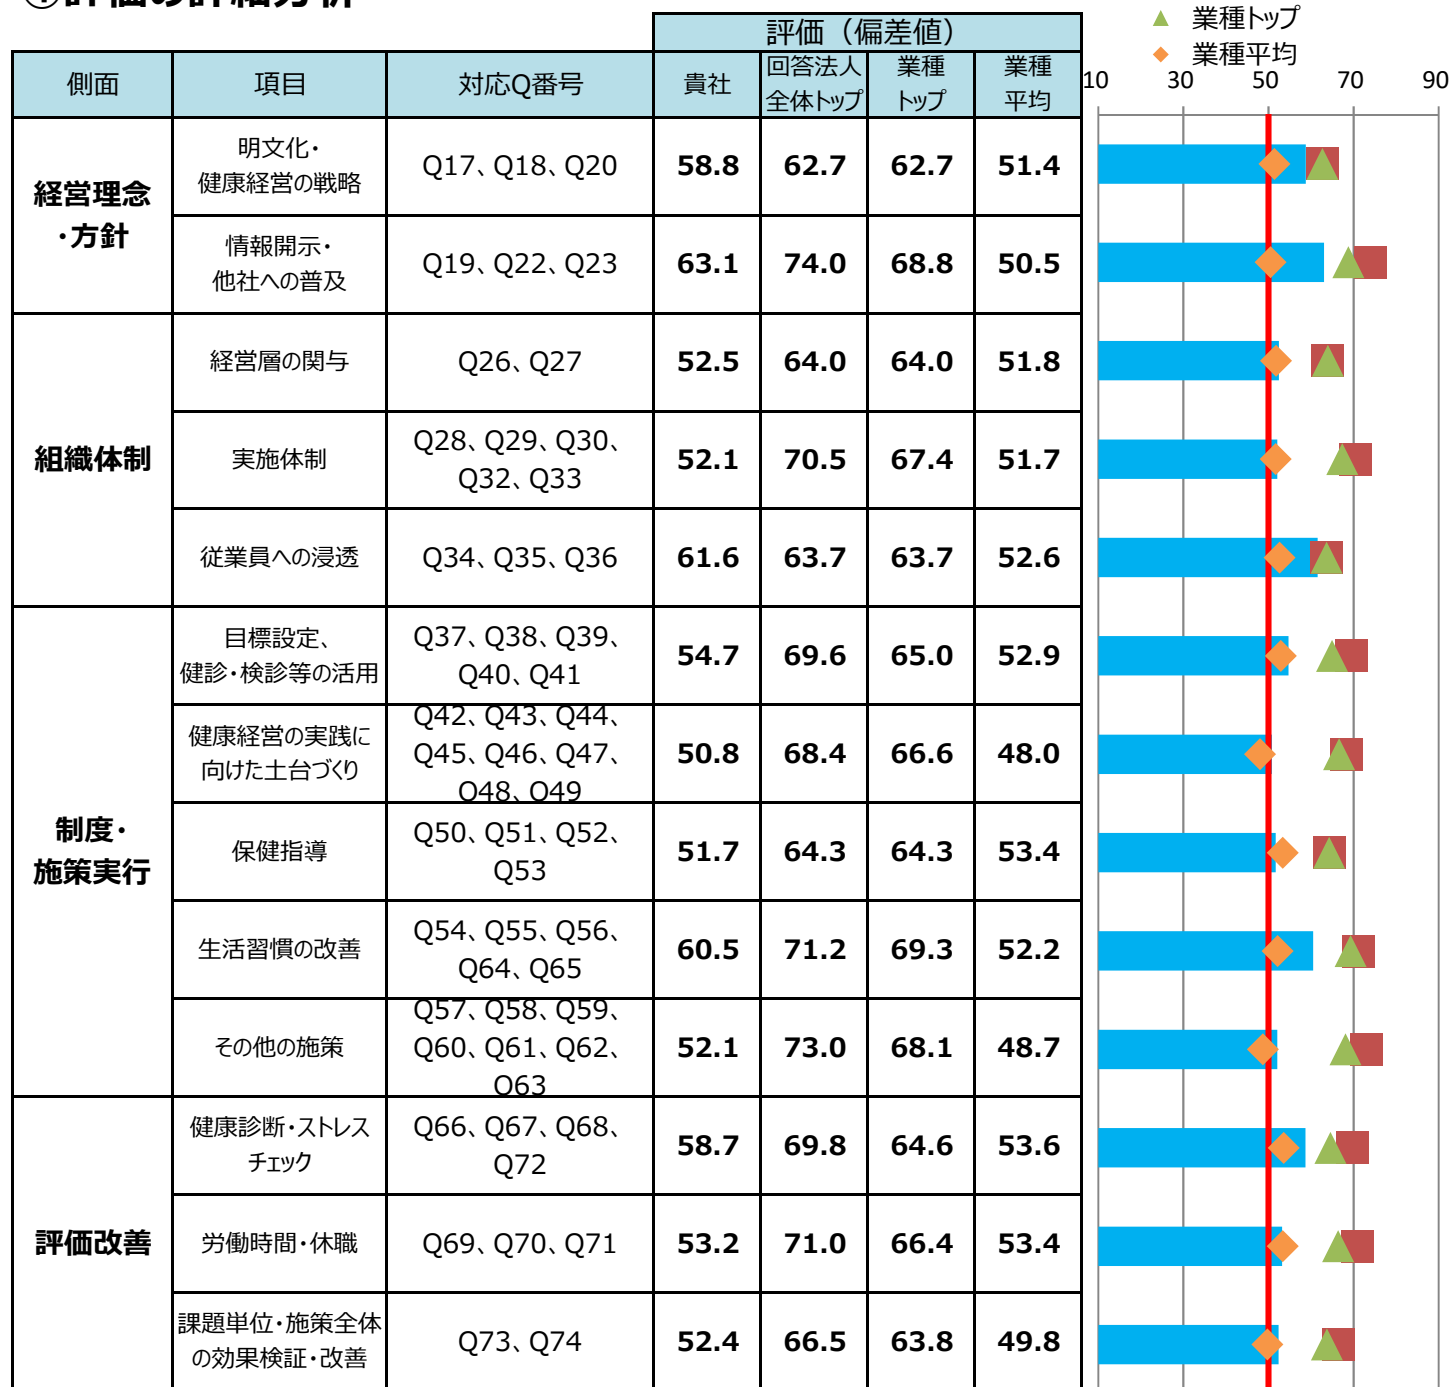 ①評価の詳細分析
業種トップ
業種平均
評価（偏差値）
側面 項目 対応Q番号 貴社 回答法人 業種 業種
全体トップ トップ 平均
10 30 50 70 90
経営理念
・方針
明文化・
健康経営の戦略
Q17、Q18、Q20 58.8 62.7 62.7 51.4
情報開示・
他社への普及
Q19、Q22、Q23 63.1 74.0 68.8 50.5
組織体制
経営層の関与 Q26、Q27 52.5 64.0 64.0 51.8
実施体制
Q28、Q29、Q30、
Q32、Q33
52.1 70.5 67.4 51.7
従業員への浸透 Q34、Q35、Q36 61.6 63.7 63.7 52.6
制度・
施策実行
目標設定、
健診・検診等の活用
Q37、Q38、Q39、
Q40、Q41
54.7 69.6 65.0 52.9
健康経営の実践に
向けた土台づくり
Q42、Q43、Q44、
Q45、Q46、Q47、
Q48、Q49
50.8 68.4 66.6 48.0
保健指導
Q50、Q51、Q52、
Q53
51.7 64.3 64.3 53.4
生活習慣の改善
Q54、Q55、Q56、
Q64、Q65
60.5 71.2 69.3 52.2
その他の施策
Q57、Q58、Q59、
Q60、Q61、Q62、
Q63
52.1 73.0 68.1 48.7
評価改善
健康診断・ストレス
チェック
Q66、Q67、Q68、
Q72
58.7 69.8 64.6 53.6
労働時間・休職 Q69、Q70、Q71 53.2 71.0 66.4 53.4
課題単位・施策全体
の効果検証・改善
Q73、Q74 52.4 66.5 63.8 49.8